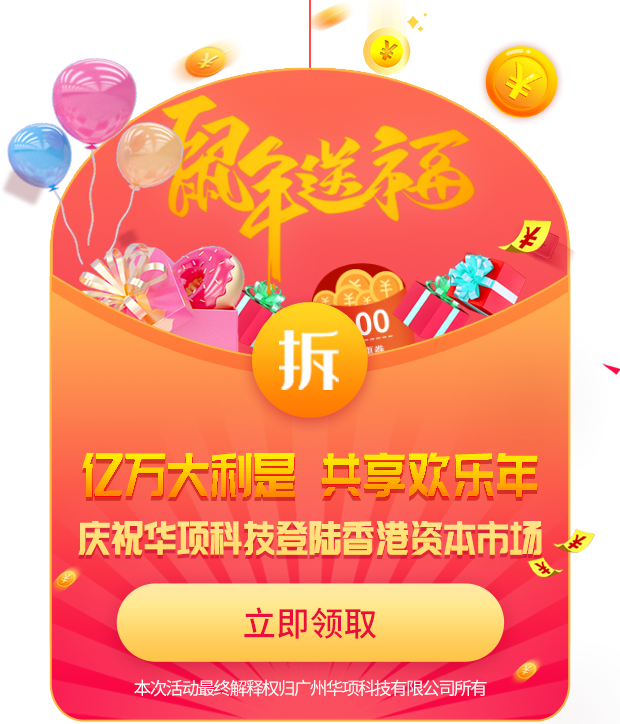 鼠年送福
00
拆
亿万大利是 共享欢乐年
庆祝华项科技登陆香港资本市场
立即领取
本次活动最终解释权归广州华项科技有限公司所有